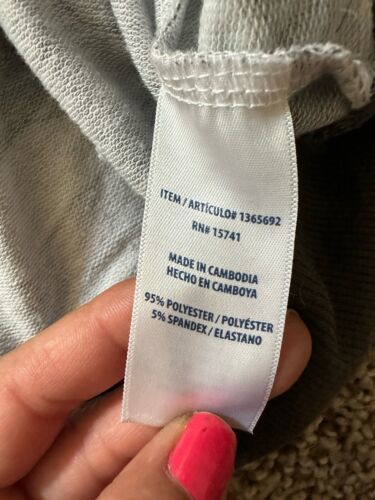 ITEM / ARTÍCULO# 1365692
RN# 15741
MADE IN CAMBODIA
HECHO EN CAMBOYA
95% POLYESTER / POLYÉSTER
5% SPANDEX / ELASTANO